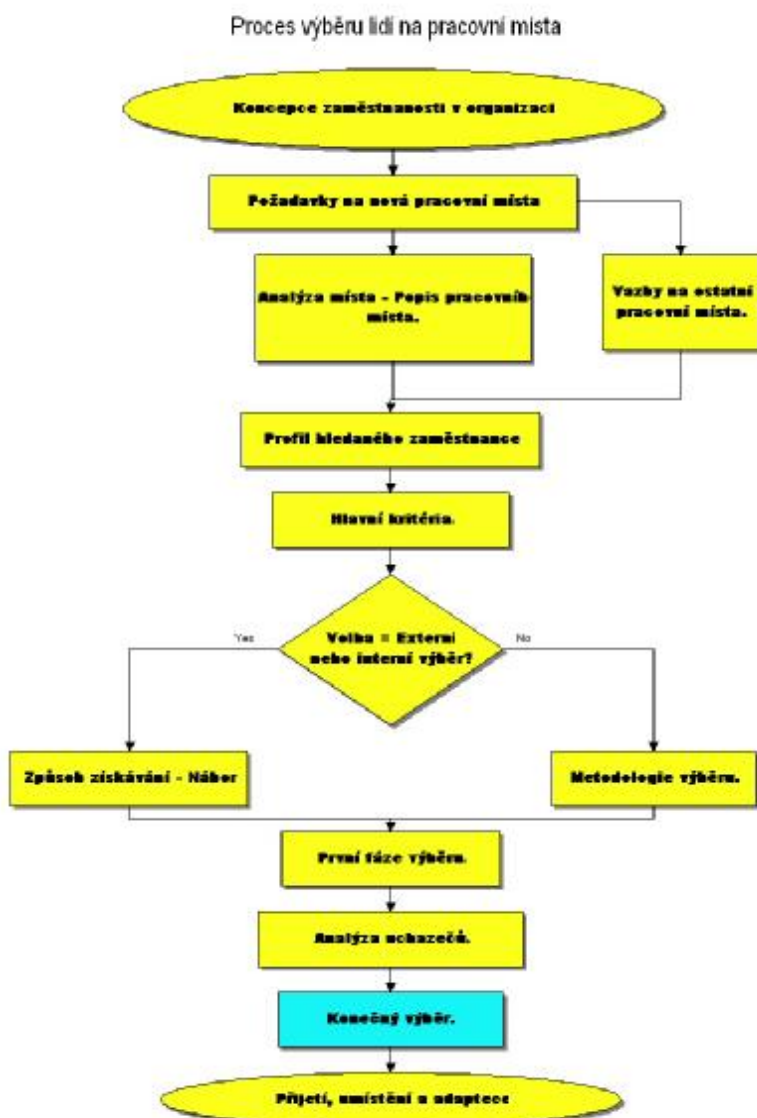 Proces výběru lidí na pracovní místa
Koncepce zaměstnanosti v organizaci
Požadavky na nová pracovní místa
Analýza místa - Popis pracovního
místa.
Vazby na ostatní
pracovní místa.
Profil hledaného zaměstnance
Hlavní kritéria.
Yes
Volba = Externí
nebo interní výběr?
No
Způsob získávání - Nábor
Metodologie výběru.
První fáze výběru.
Analýza uchazečů.
Konečný výběr.
Přijetí, umístění a adaptece